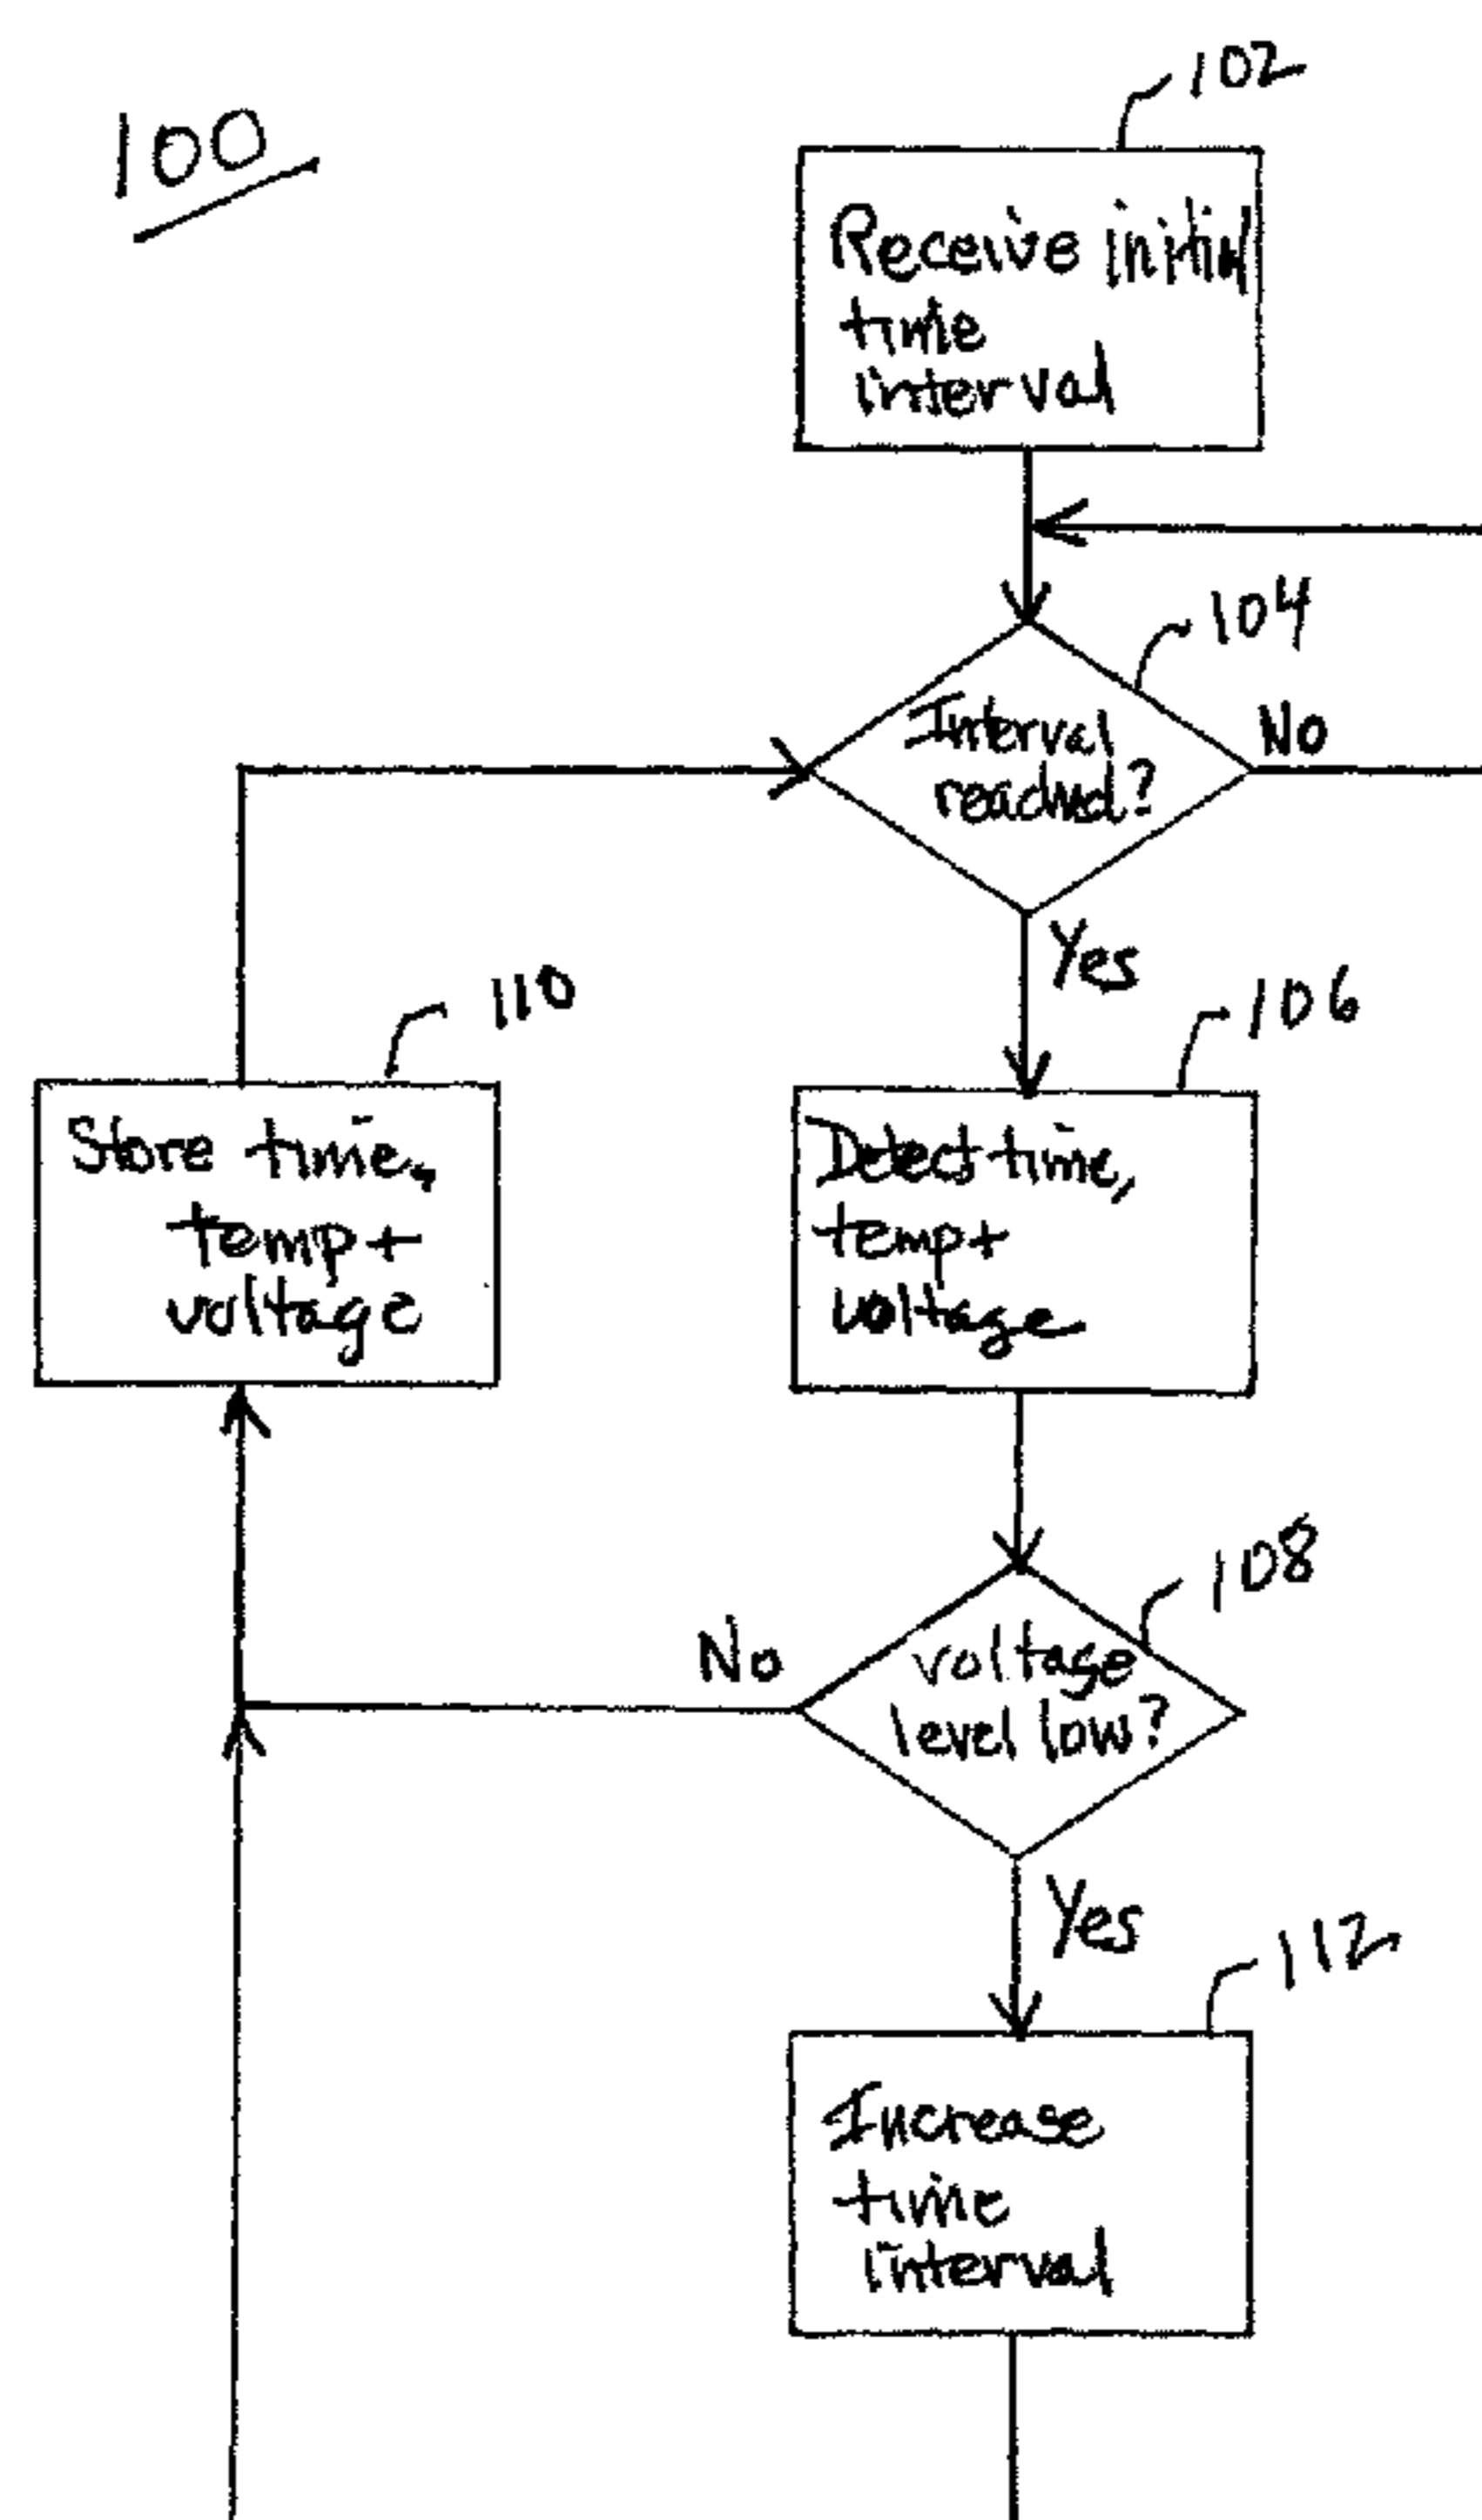 102
100
Receive initial
time
interval
104
Interval
No
reached?
Yes
110
106
Store time,
temp +
voltage
Detect time,
temp +
voltage
108
No
voltage
level low?
Yes
112
Increase
time
interval